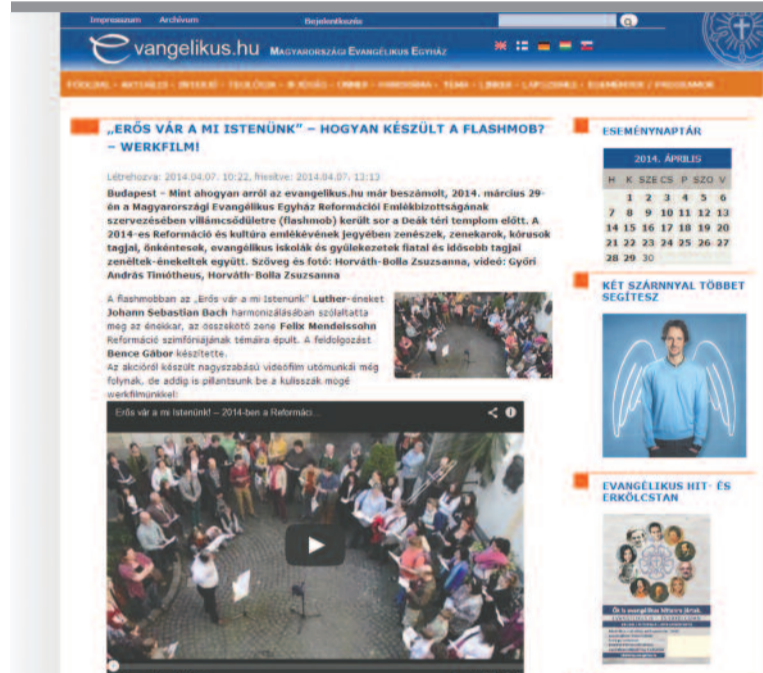 Impresszum Archívum Bejelentkezés
evangelikus.hu MAGYARORSZÁGI EVANGÉLIKUS EGYHÁZ
„ERŐS VÁR A MI ISTENÜNK” – HOGYAN KÉSZÜLT A FLASHMOB?
– WERKFILM!
Létrehozva: 2014.04.07. 10:22, frissítve: 2014.04.07. 13:13
Budapest – Mint ahogyan arról az evangelikus.hu már beszámolt, 2014. március 29-
én a Magyarországi Evangélikus Egyház Reformációi Emlékbizottságának
szervezésében villámcsődületre (flashmob) került sor a Deák téri templom előtt. A
2014-es Reformáció és kultúra emlékévének jegyében zenészek, zenekarok, kórusok
tagjai, önkéntesek, evangélikus iskolák és gyülekezetek fiatal és idősebb tagjai
zenéltek-énekeltek együtt. Szöveg és fotó: Horváth-Bolla Zsuzsanna, videó: Győri
András Timótheus, Horváth-Bolla Zsuzsanna
A flashmobban az „Erős vár a mi Istenünk” Luther-éneket
Johann Sebastian Bach harmonizálásában szólaltatta
meg az énekkar, az összekötő zene Felix Mendelssohn
Reformáció szimfóniájának témáira épült. A feldolgozást
Bence Gábor készítette.
Az akcióról készült nagyszabású videófilm utómunkái még
folynak, de addig is pillantsunk be a kulisszák mögé
werkfilmünkkel:
Erős vár a mi Istenünk! – 2014-ben a Reformáci...
ESEMÉNYNAPTÁR
2014. ÁPRILIS
H K SZE CS P SZO V
1 2 3 4 5 6
7 8 9 10 11 12 13
14 15 16 17 18 19 20
21 22 23 24 25 26 27
28 29 30
KÉT SZÁRNNYAL TÖBBET
SEGÍTESZ
EVANGÉLIKUS HIT- ÉS
ERKÖLCSTAN
Ők is evangélikus hittanra jártak.